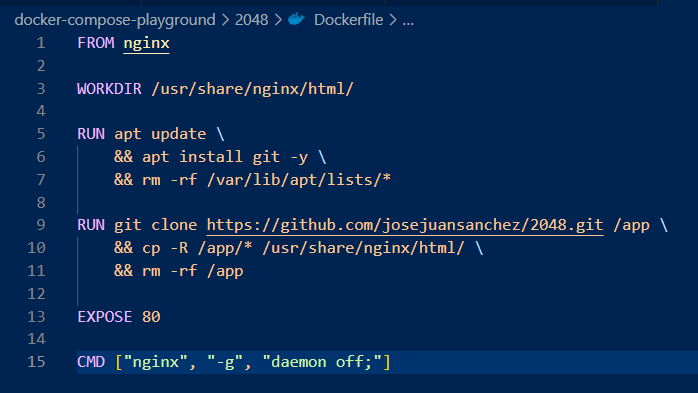 docker-compose-playground > 2048 > Dockerfile > ...
1 FROM nginx
2
3 WORKDIR /usr/share/nginx/html/
4
5 RUN apt update \
6     && apt install git -y \
7     && rm -rf /var/lib/apt/lists/*
8
9 RUN git clone https://github.com/josejuansanchez/2048.git /app \
10     && cp -R /app/* /usr/share/nginx/html/ \
11     && rm -rf /app
12
13 EXPOSE 80
14
15 CMD ["nginx", "-g", "daemon off;"]